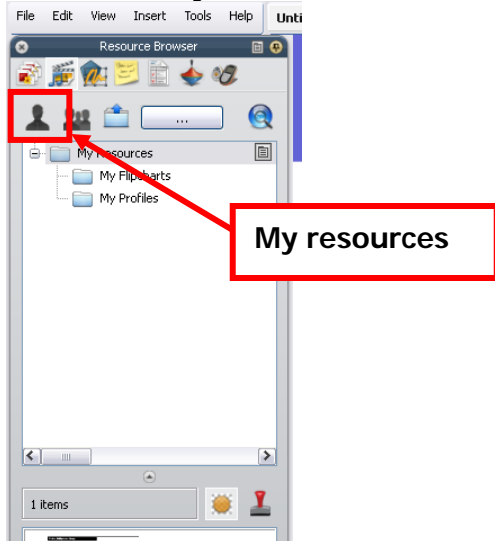 File Edit View Insert Tools Help Unti
Resource Browser
...
My Resources
My Flipcharts
My Profiles
My resources
1 items